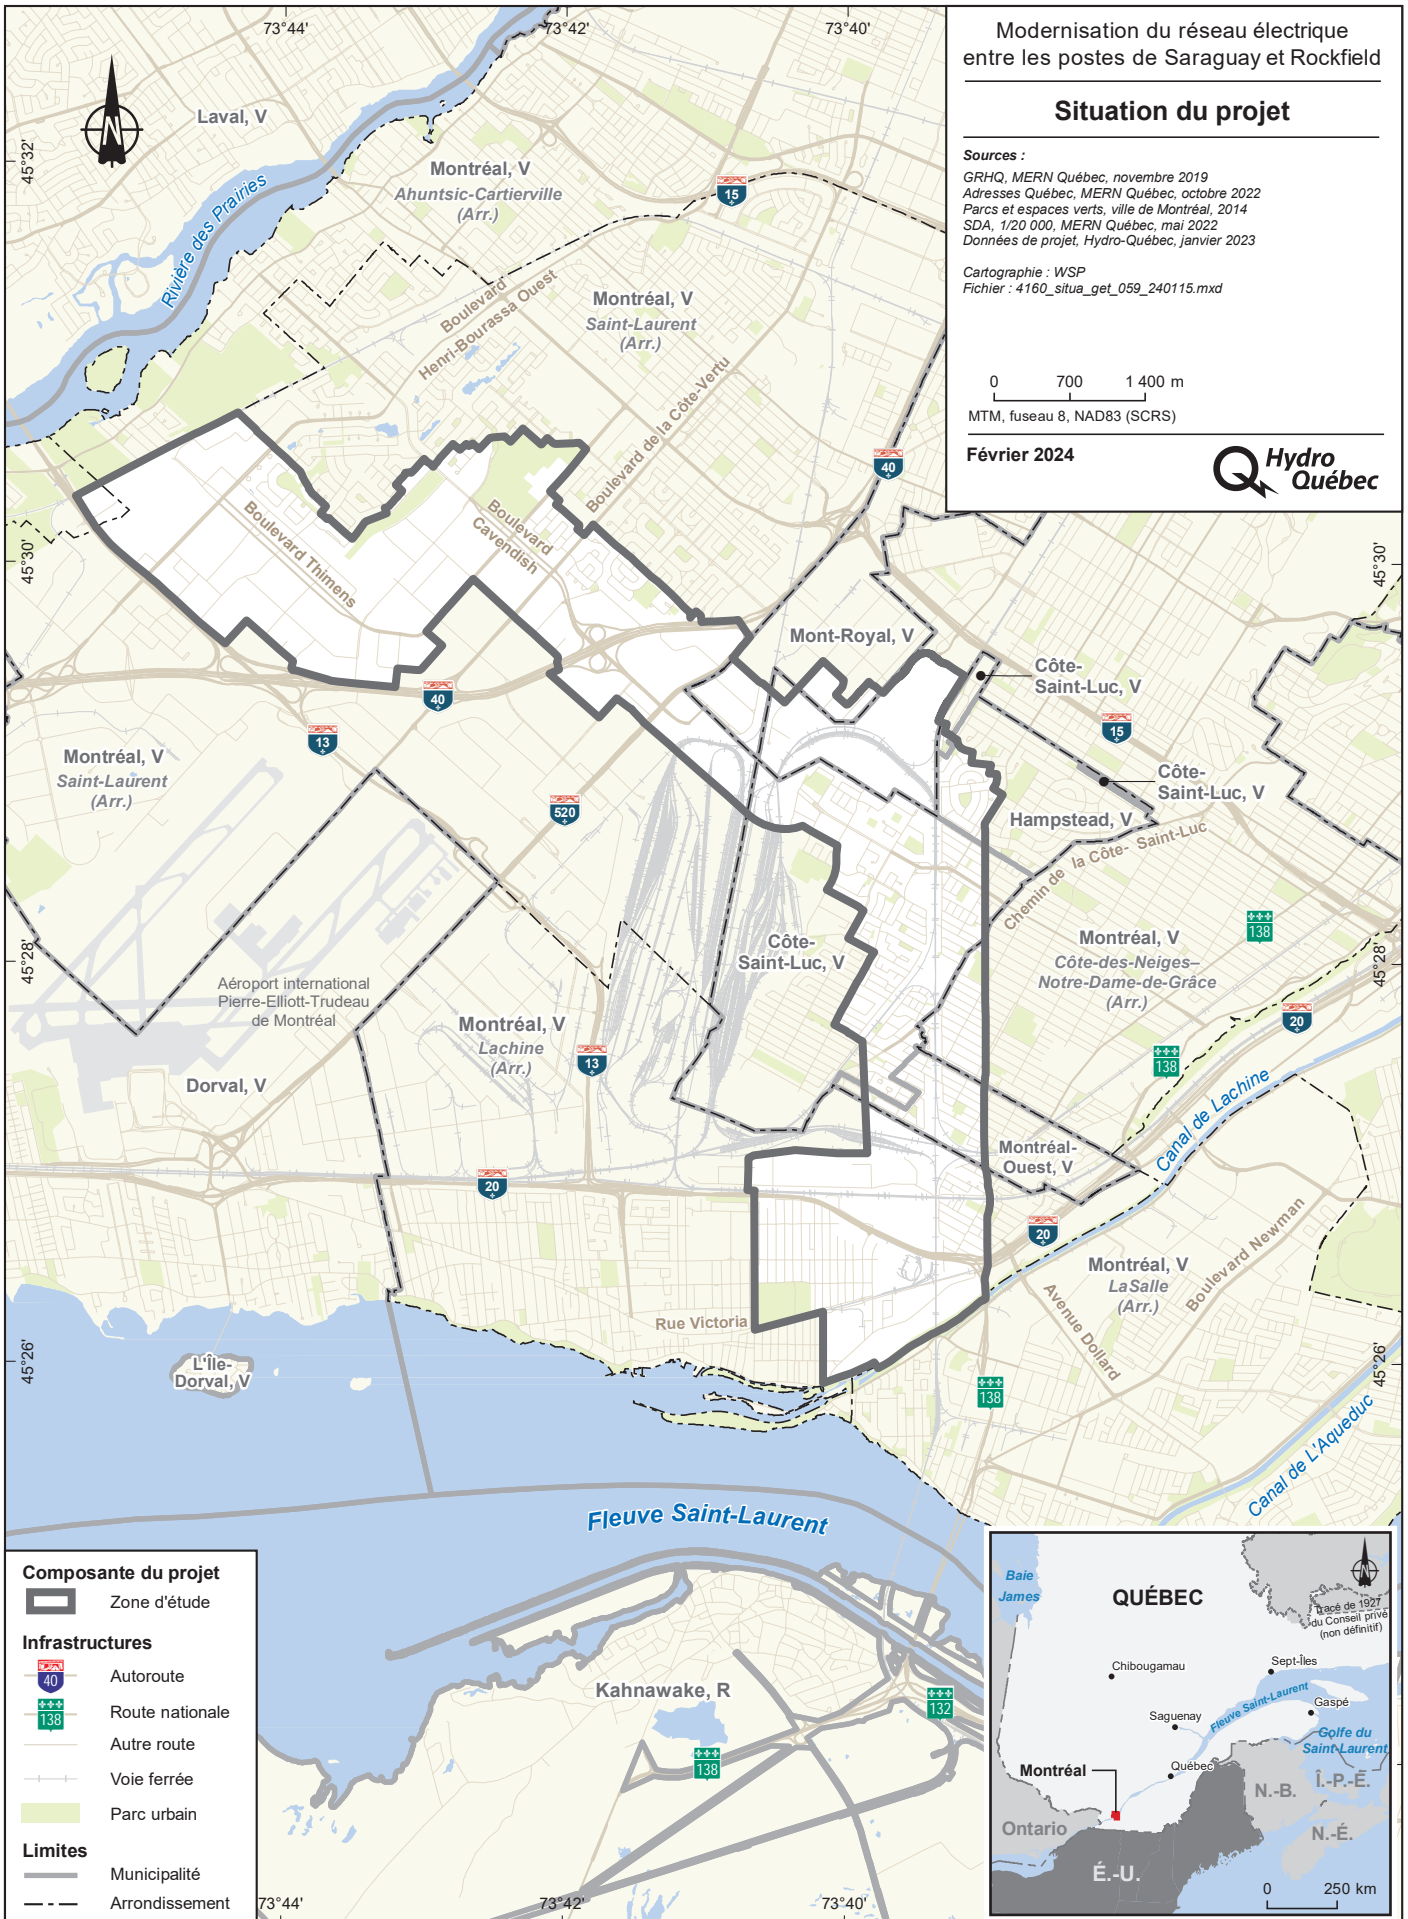 73°44'
73°42'
73°40'
Modernisation du réseau électrique
entre les postes de Saraguay et Rockfield
Situation du projet
Sources :
GRHQ, MERN Québec, novembre 2019
Adresses Québec, MERN Québec, octobre 2022
Parcs et espaces verts, ville de Montréal, 2014
SDA, 1/20 000, MERN Québec, mai 2022
Données de projet, Hydro-Québec, janvier 2023
Cartographie : WSP
Fichier : 4160_situa_get_059_240115.mxd
0 700 1 400 m
MTM, fuseau 8, NAD83 (SCRS)
Février 2024
Hydro
Québec
N
Laval, V
45°32'
Rivière des Prairies
Montréal, V
Ahuntsic-Cartierville
(Arr.)
15
Boulevard
Henri-Bourassa Ouest
Montréal, V
Saint-Laurent
(Arr.)
Boulevard de la Côte-Vertu
40
Boulevard Thimens
Boulevard
Cavendish
45°30'
45°30'
Mont-Royal, V
Côte-
Saint-Luc, V
40
13
15
Montréal, V
Saint-Laurent
(Arr.)
520
Côte-
Saint-Luc, V
Hampstead, V
Chemin de la Côte- Saint-Luc
138
45°28'
45°28'
Côte-
Saint-Luc, V
Montréal, V
Côte-des-Neiges–
Notre-Dame-de-Grâce
(Arr.)
Aéroport international
Pierre-Elliott-Trudeau
de Montréal
Montréal, V
Lachine
(Arr.)
20
13
138
Dorval, V
Canal de Lachine
Montréal-
Ouest, V
20
20
Montréal, V
LaSalle
(Arr.)
Boulevard Newman
Avenue Dollard
Rue Victoria
45°26'
45°26'
L'Île-
Dorval, V
138
Canal de L'Aqueduc
Fleuve Saint-Laurent
Kahnawake, R
132
138
Composante du projet
Zone d'étude
Infrastructures
40
Autoroute
138
Route nationale
Autre route
Voie ferrée
Parc urbain
Limites
Municipalité
Arrondissement
73°44'
73°42'
73°40'
Baie
James
QUÉBEC
N
Tracé de 1927
du Conseil privé
(non définitif)
Chibougamau
Sept-Îles
Fleuve Saint-Laurent
Gaspé
Saguenay
Golfe du
Saint-Laurent
Québec
Montréal
N.-B.
Î.-P.-É.
Ontario
N.-É.
É.-U.
0 250 km